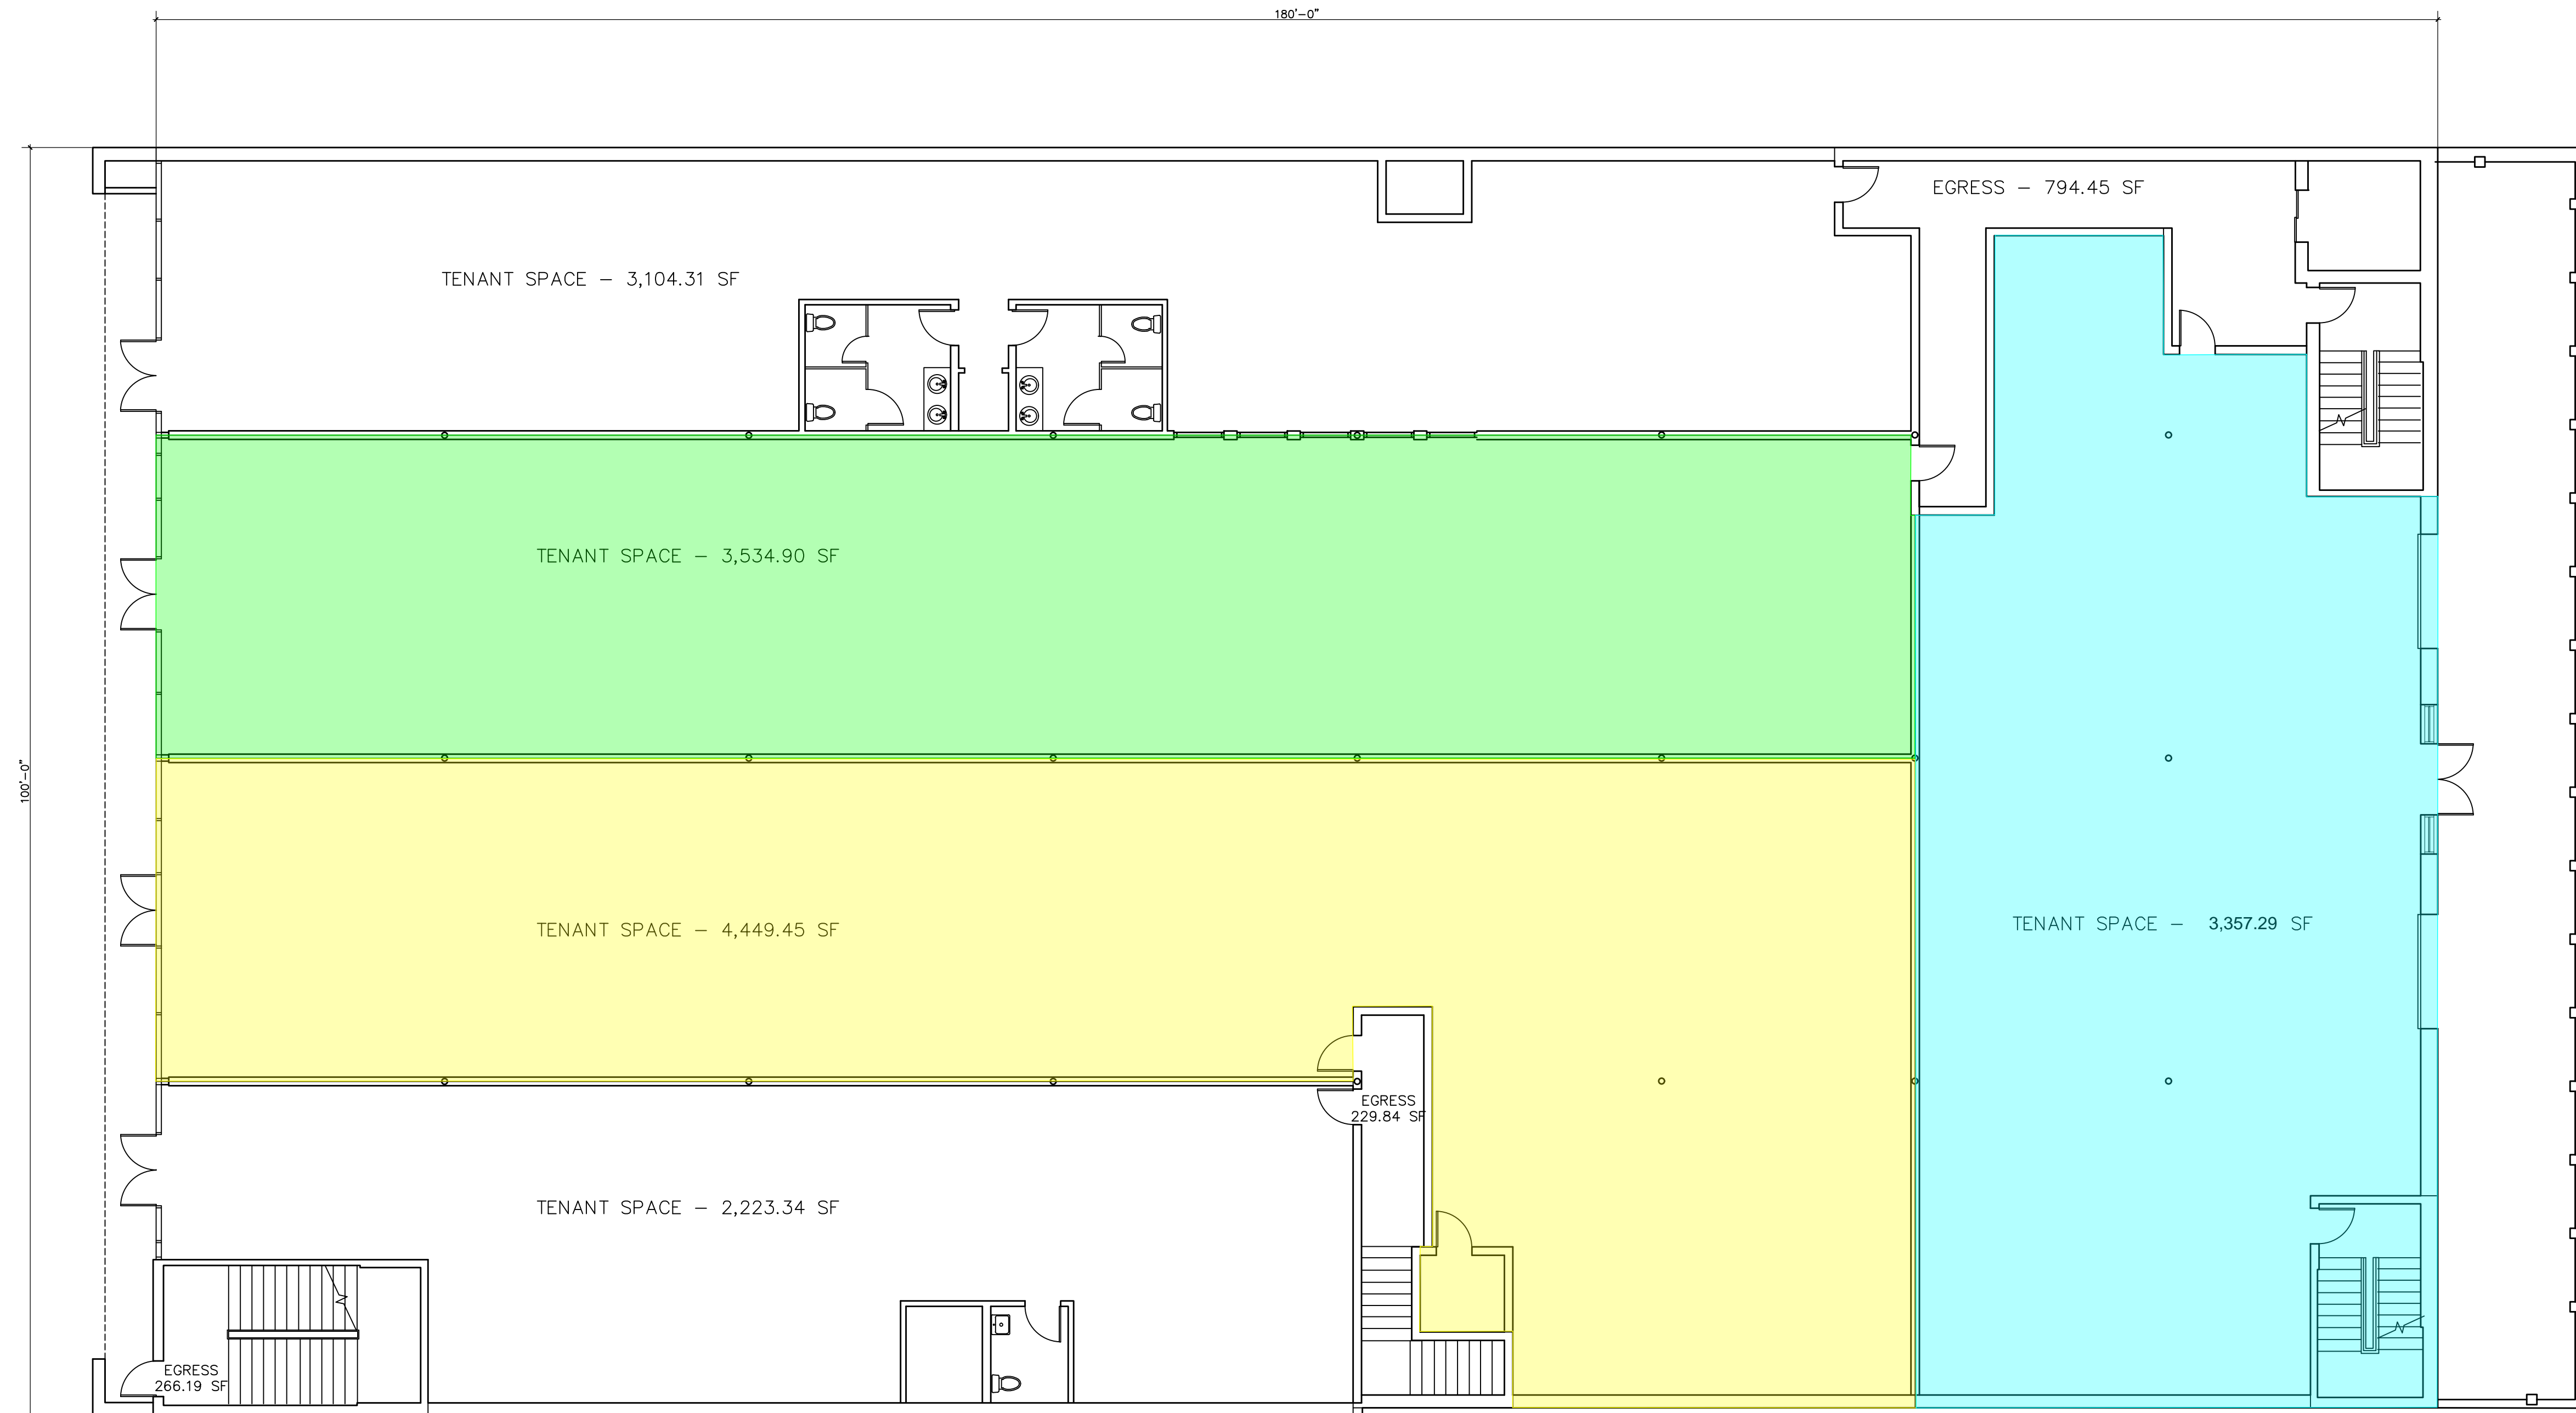 180'-0"
EGRESS - 794.45 SF
TENANT SPACE - 3,104.31 SF
TENANT SPACE - 3,534.90 SF
100'-0"
TENANT SPACE - 4,449.45 SF
TENANT SPACE - 3,357.29 SF
EGRESS
229.84 SF
TENANT SPACE - 2,223.34 SF
EGRESS
266.19 SF